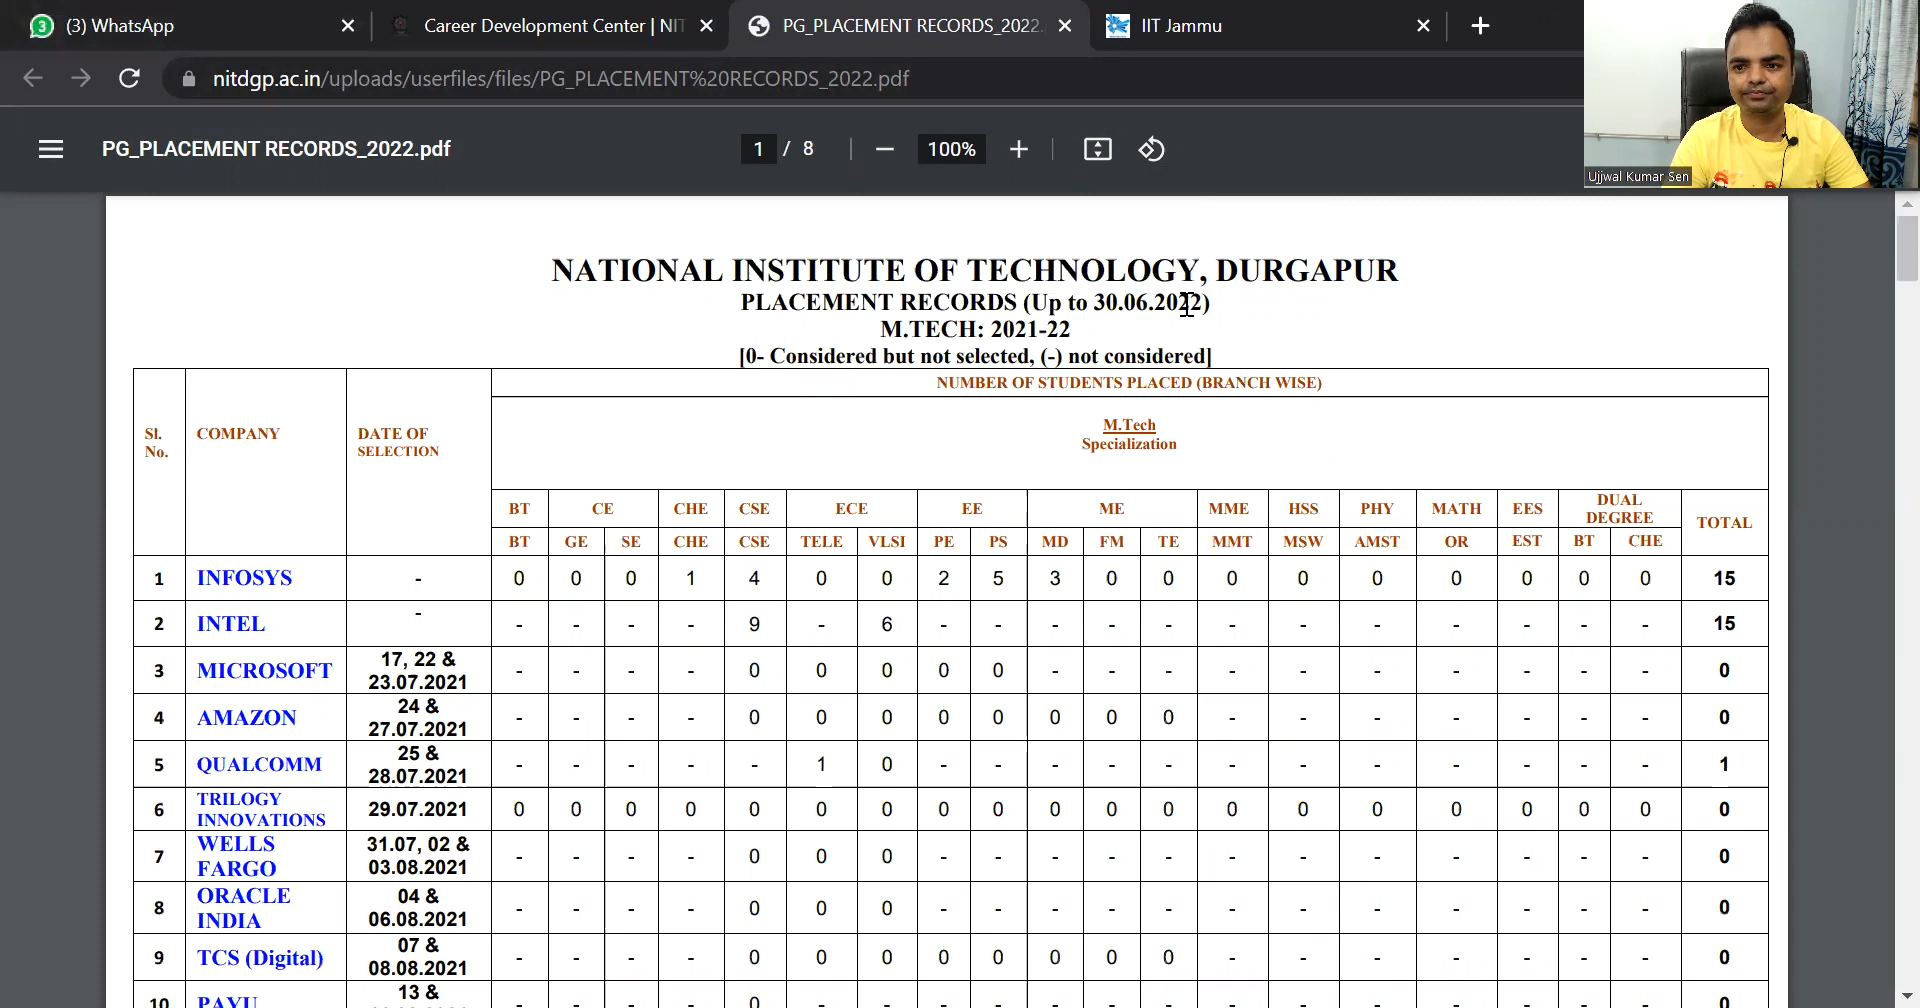 (3) WhatsApp
Career Development Center | NIT
PG_PLACEMENT RECORDS_2022.
IIT Jammu
nitdgp.ac.in/uploads/userfiles/files/PG_PLACEMENT%20RECORDS_2022.pdf
PG_PLACEMENT RECORDS_2022.pdf
1 / 8
100%
Ujjwal Kumar Sen
NATIONAL INSTITUTE OF TECHNOLOGY, DURGAPUR
PLACEMENT RECORDS (Up to 30.06.2022)
M.TECH: 2021-22
[0- Considered but not selected, (-) not considered]
Sl. No. COMPANY DATE OF SELECTION
NUMBER OF STUDENTS PLACED (BRANCH WISE)
M.Tech
Specialization
BT CE CHE CSE ECE EE ME MME HSS PHY MATH EES DUAL DEGREE TOTAL
BT GE SE CHE CSE TELE VLSI PE PS MD FM TE MMT MSW AMST OR EST BT CHE
1 INFOSYS - 0 0 0 1 4 0 0 2 5 3 0 0 0 0 0 0 0 0 0 15
2 INTEL - - - - - 9 - 6 - - - - - - - - - - - - 15
3 MICROSOFT 17, 22 & 23.07.2021 - - - - 0 0 0 0 0 - - - - - - - - - - 0
4 AMAZON 24 & 27.07.2021 - - - - 0 0 0 0 0 0 0 0 - - - - - - - 0
5 QUALCOMM 25 & 28.07.2021 - - - - - 1 0 - - - - - - - - - - - - 1
6 TRILOGY INNOVATIONS 29.07.2021 0 0 0 0 0 0 0 0 0 0 0 0 0 0 0 0 0 0 0 0
7 WELLS FARGO 31.07, 02 & 03.08.2021 - - - - 0 0 0 - - - - - - - - - - - - 0
8 ORACLE INDIA 04 & 06.08.2021 - - - - 0 0 0 - - - - - - - - - - - - 0
9 TCS (Digital) 07 & 08.08.2021 - - - - 0 0 0 0 0 0 0 0 - - - - - - - 0
10 PAYU 13 & - - - - 0 - - - - - - - - - - - - - - 0